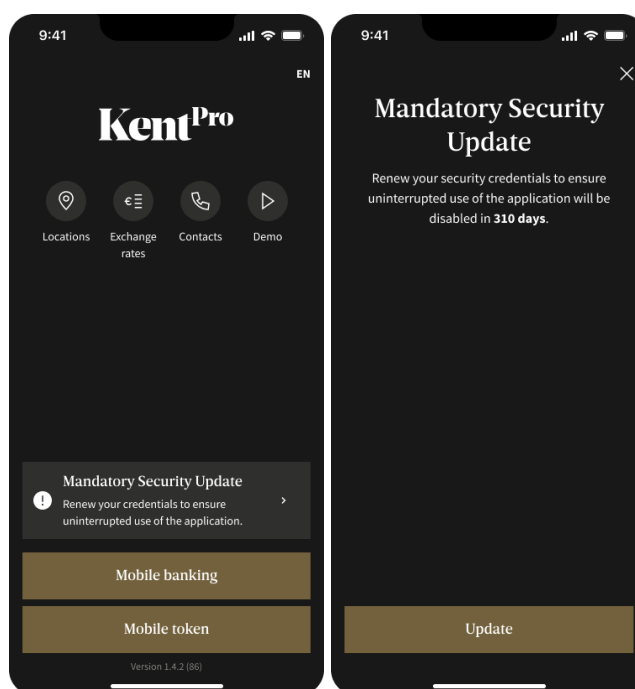 9:41
EN
KentPro
Locations
Exchange
rates
Contacts
Demo
Mandatory Security Update
Renew your credentials to ensure
uninterrupted use of the application.
Mobile banking
Mobile token
Version 1.4.2 (86)
9:41
Mandatory Security
Update
Renew your security credentials to ensure
uninterrupted use of the application will be
disabled in 310 days.
Update